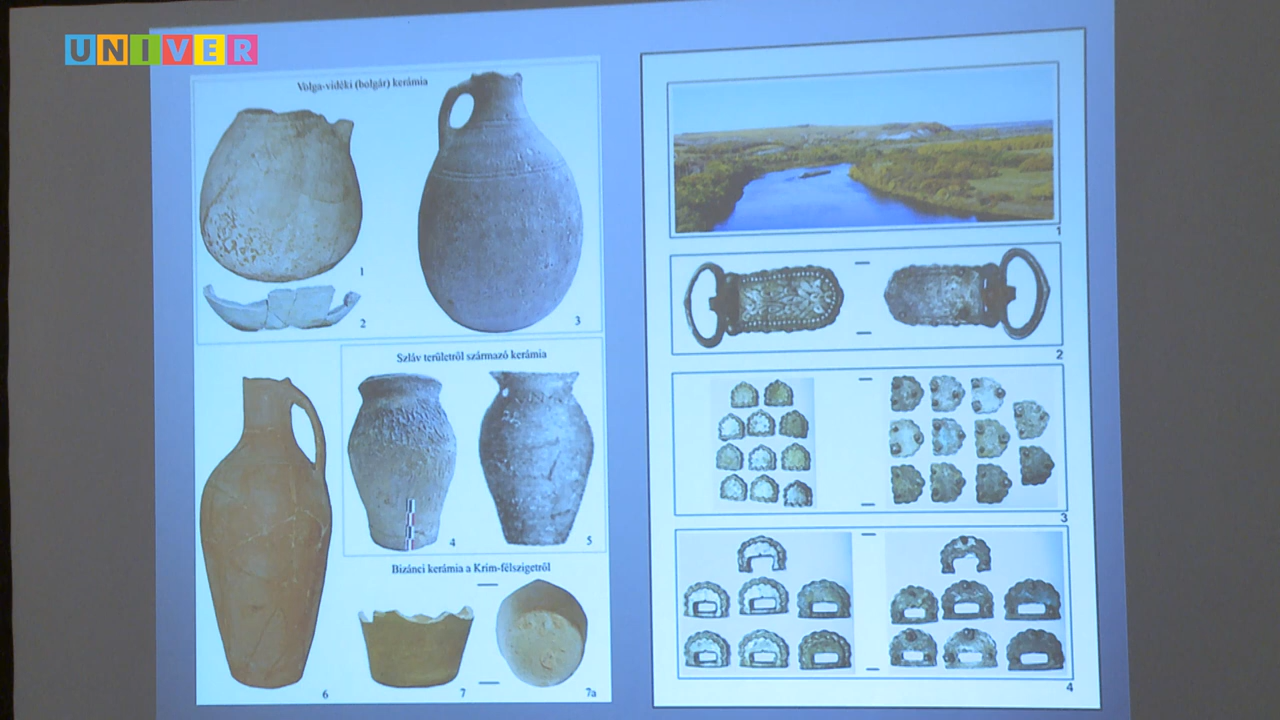 UNIVER
Volga-vidéki (bolgár) kerámia
1
2
3
Szláv területről származó kerámia
4
5
6
Bizánci kerámia a Krím-félszigetről
7
7a
1
2
3
4